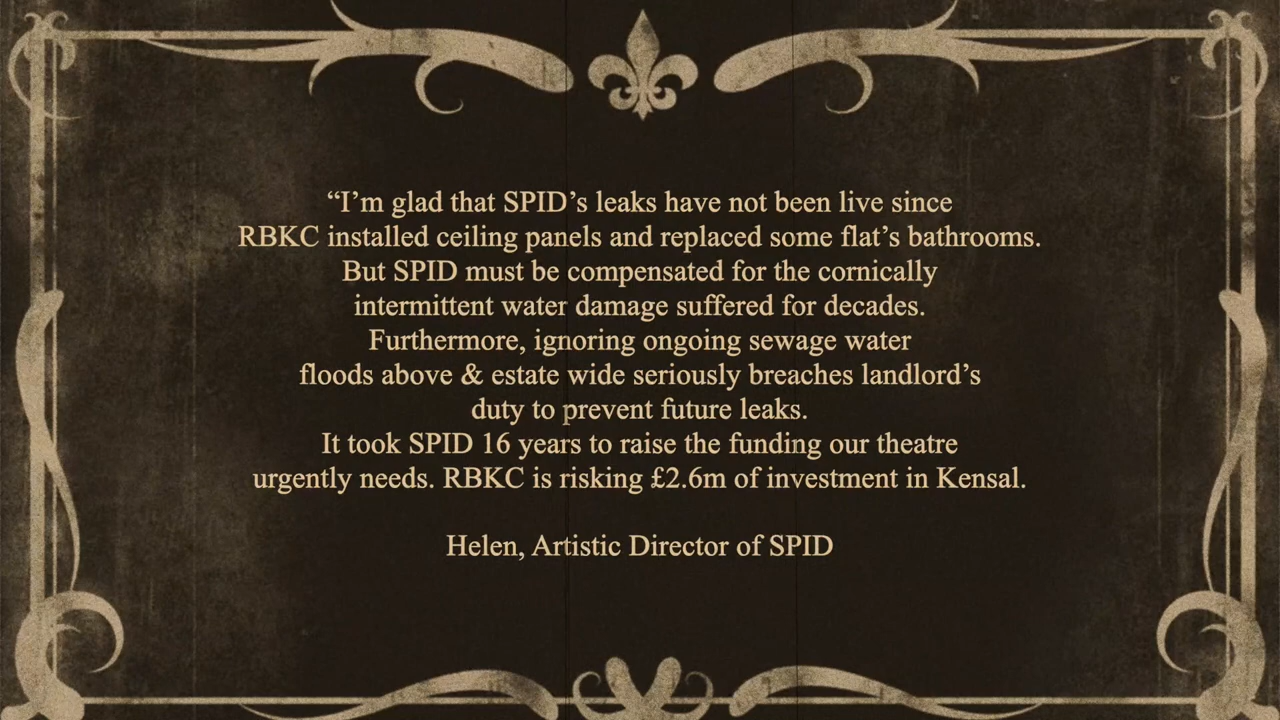 “I’m glad that SPID’s leaks have not been live since
RBKC installed ceiling panels and replaced some flat’s bathrooms.
But SPID must be compensated for the cornically
intermittent water damage suffered for decades.
Furthermore, ignoring ongoing sewage water
floods above & estate wide seriously breaches landlord’s
duty to prevent future leaks.
It took SPID 16 years to raise the funding our theatre
urgently needs. RBKC is risking £2.6m of investment in Kensal.
Helen, Artistic Director of SPID